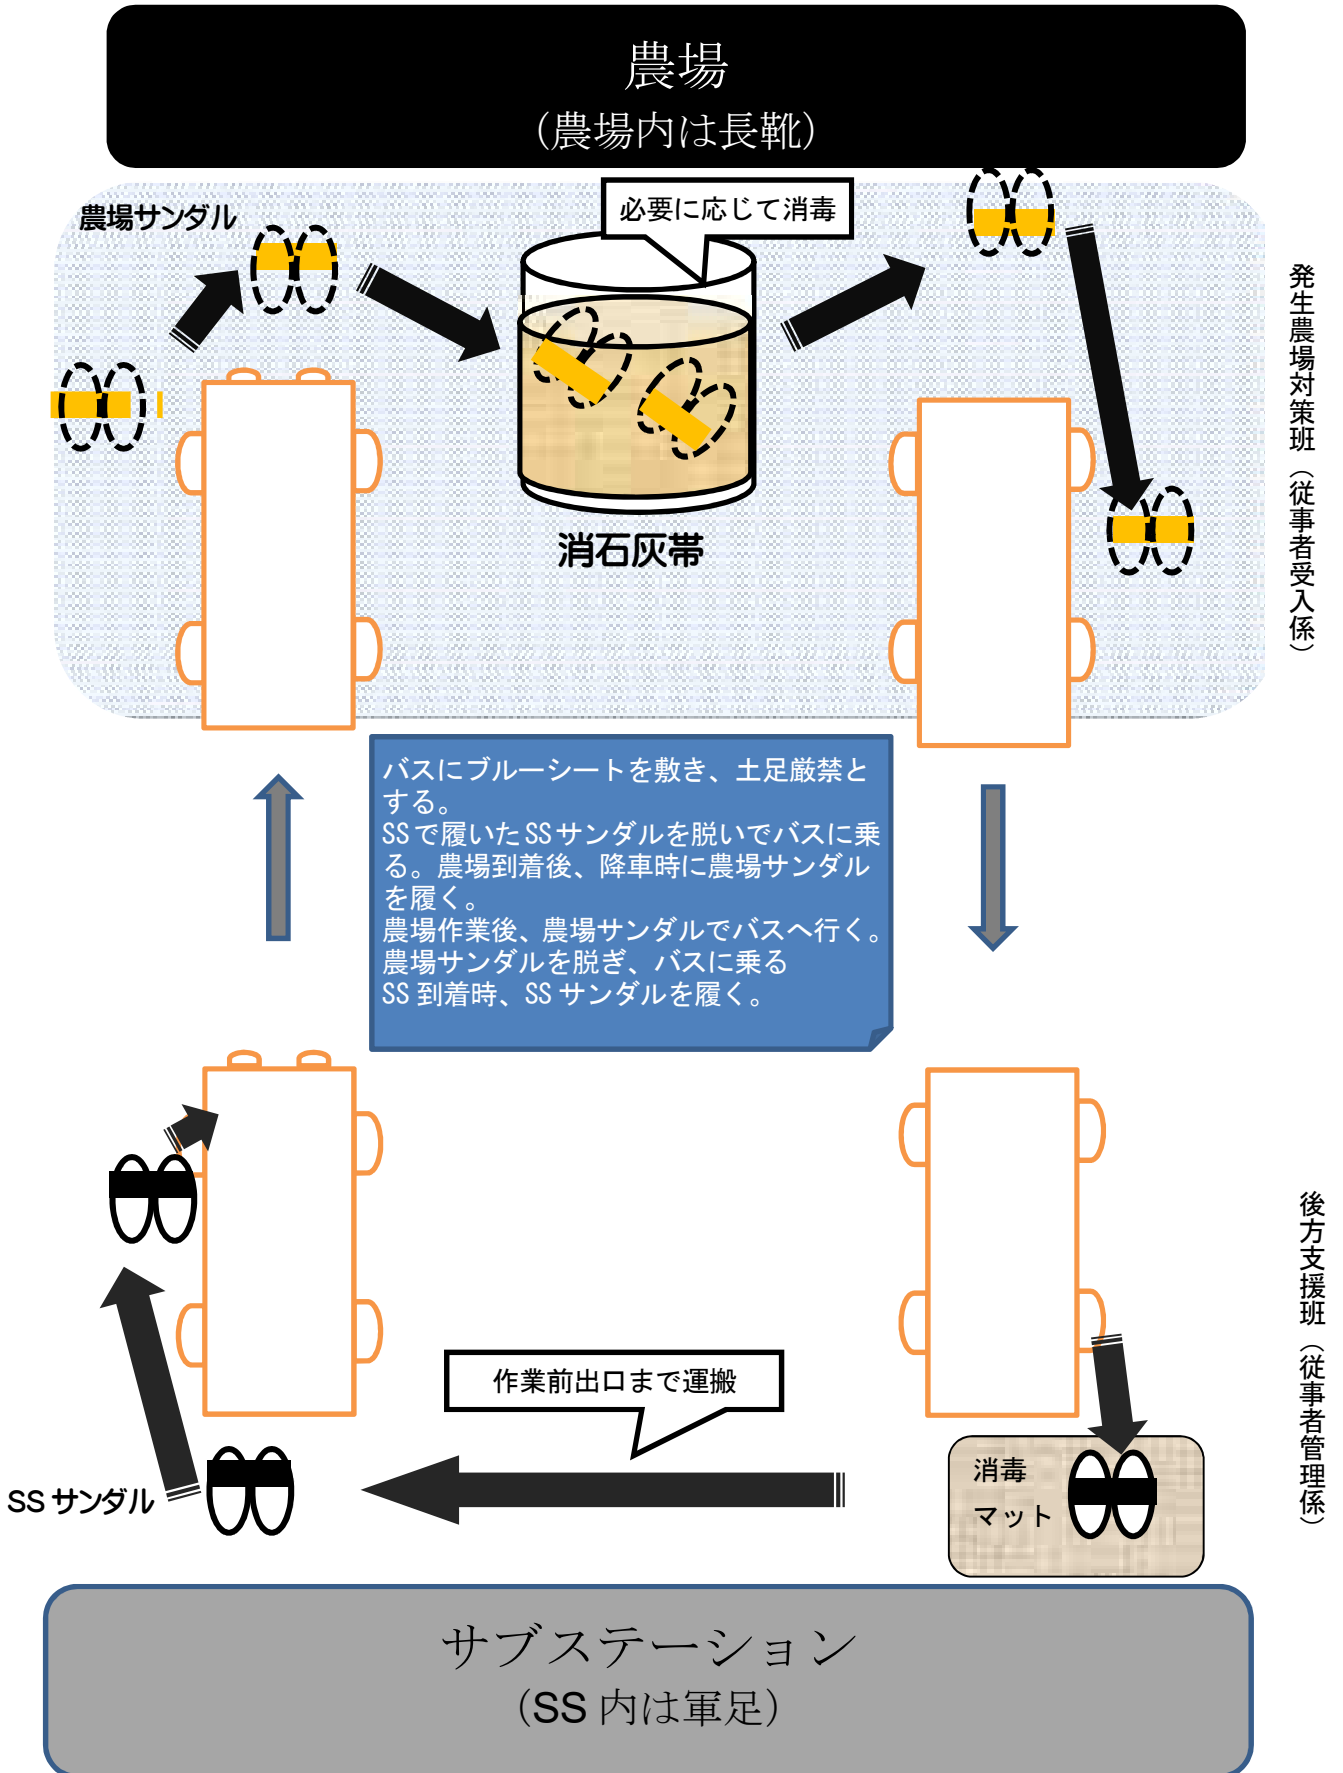 農場
（農場内は長靴）
農場サンダル
必要に応じて消毒
消石灰帯
発生農場対策班（従事者受入係）
バスにブルーシートを敷き、土足厳禁と
する。
SSで履いたSSサンダルを脱いでバスに乗
る。農場到着後、降車時に農場サンダル
を履く。
農場作業後、農場サンダルでバスへ行く。
農場サンダルを脱ぎ、バスに乗る
SS到着時、SSサンダルを履く。
後方支援班（従事者管理係）
作業前出口まで運搬
消毒
マット
SSサンダル
サブステーション
（SS内は軍足）